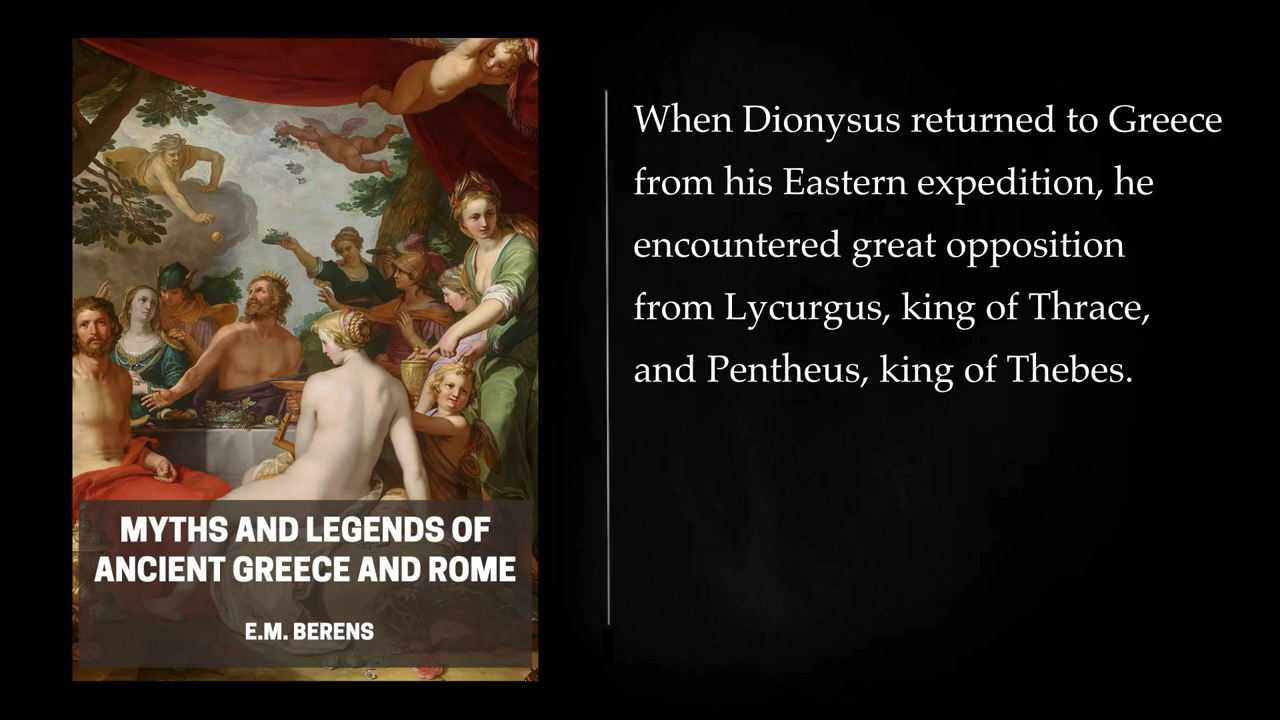 MYTHS AND LEGENDS OF
ANCIENT GREECE AND ROME
E.M. BERENS
When Dionysus returned to Greece
from his Eastern expedition, he
encountered great opposition
from Lycurgus, king of Thrace,
and Pentheus, king of Thebes.